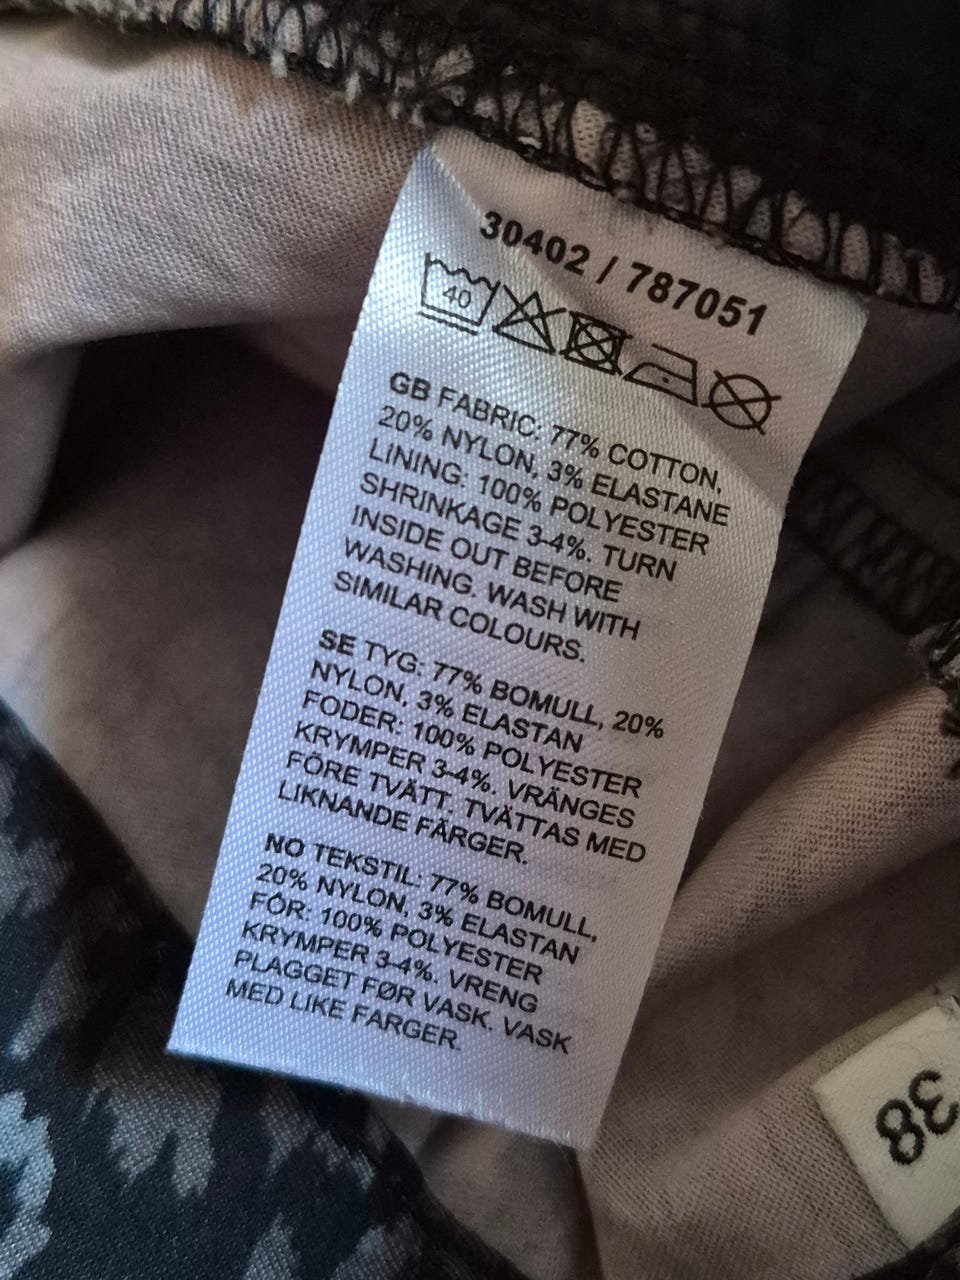 30402 / 787051
40
GB FABRIC: 77% COTTON,
20% NYLON, 3% ELASTANE
LINING: 100% POLYESTER
SHRINKAGE 3-4%. TURN
INSIDE OUT BEFORE
WASHING. WASH WITH
SIMILAR COLOURS.
SE TYG: 77% BOMULL, 20%
NYLON, 3% ELASTAN
FODER: 100% POLYESTER
KRYMPER 3-4%. VRÄNGES
FÖRE TVÄTT. TVÄTTAS MED
LIKNANDE FÄRGER.
NO TEKSTIL: 77% BOMULL,
20% NYLON, 3% ELASTAN
FÓR: 100% POLYESTER
KRYMPER 3-4%. VRENG
PLAGGET FØR VASK. VASK
MED LIKE FARGER.
38